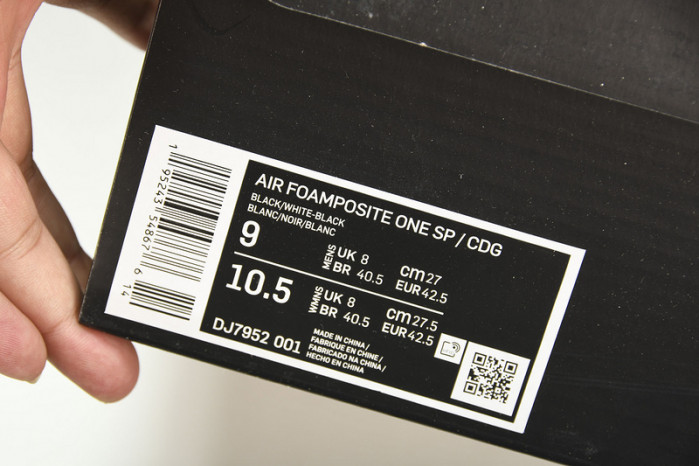 AIR FOAMPOSITE ONE SP / CDG
BLACK/WHITE-BLACK
BLANC/NOIR/BLANC
9
MENS
UK 8 cm 27
BR 40.5 EUR 42.5
10.5
WMNS
UK 8 cm 27.5
BR 40.5 EUR 42.5
DJ7952 001
MADE IN CHINA /
FABRIQUE EN CHINE /
FABRICADO NA CHINA /
HECHO EN CHINA
1 95243 54867 6 14